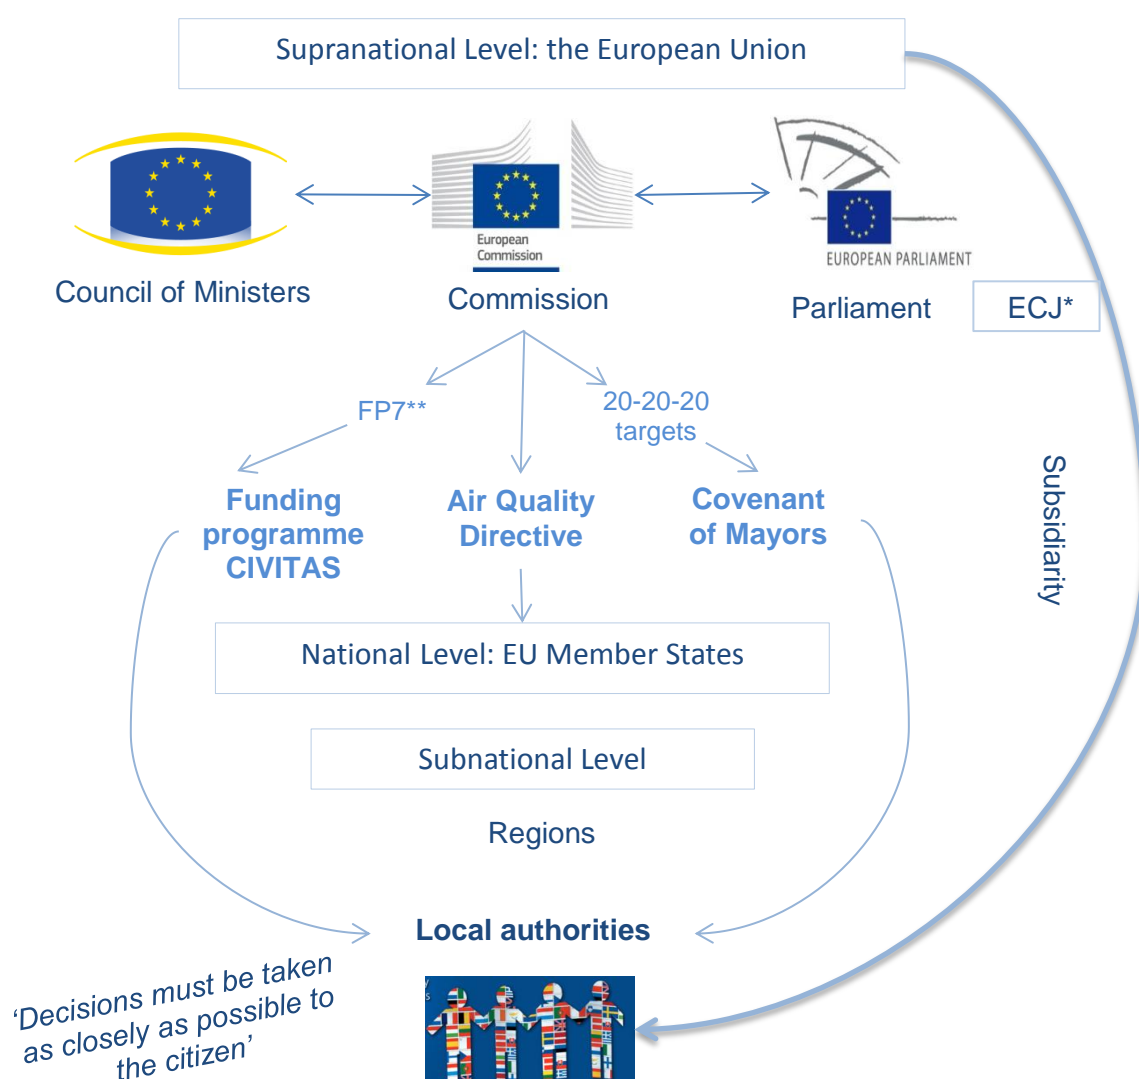 Supranational Level: the European Union
European
Commission
EUROPEAN PARLIAMENT
Council of Ministers
Commission
Parliament
ECJ*
FP7**
20-20-20
targets
Subsidiarity
Funding
programme
CIVITAS
Air Quality
Directive
Covenant
of Mayors
National Level: EU Member States
Subnational Level
Regions
Local authorities
'Decisions must be taken
as closely as possible to
the citizen'